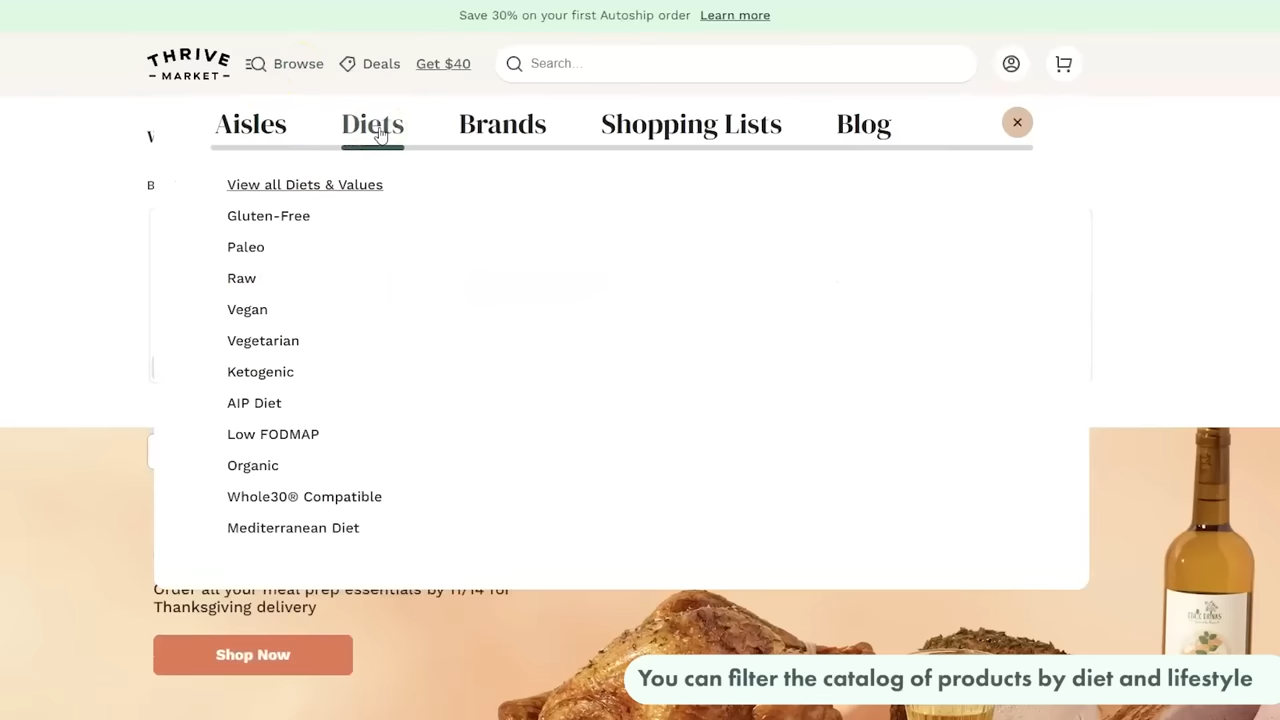 Save 30% on your first Autoship order Learn more
THRIVE
MARKET
Browse Deals Get $40 Search...
Aisles Diets Brands Shopping Lists Blog
View all Diets & Values
B
Gluten-Free
Paleo
Raw
Vegan
Vegetarian
Ketogenic
AIP Diet
Low FODMAP
Organic
Whole30® Compatible
Mediterranean Diet
Order all your meal prep essentials by 11/14 for
Thanksgiving delivery
Shop Now
You can filter the catalog of products by diet and lifestyle